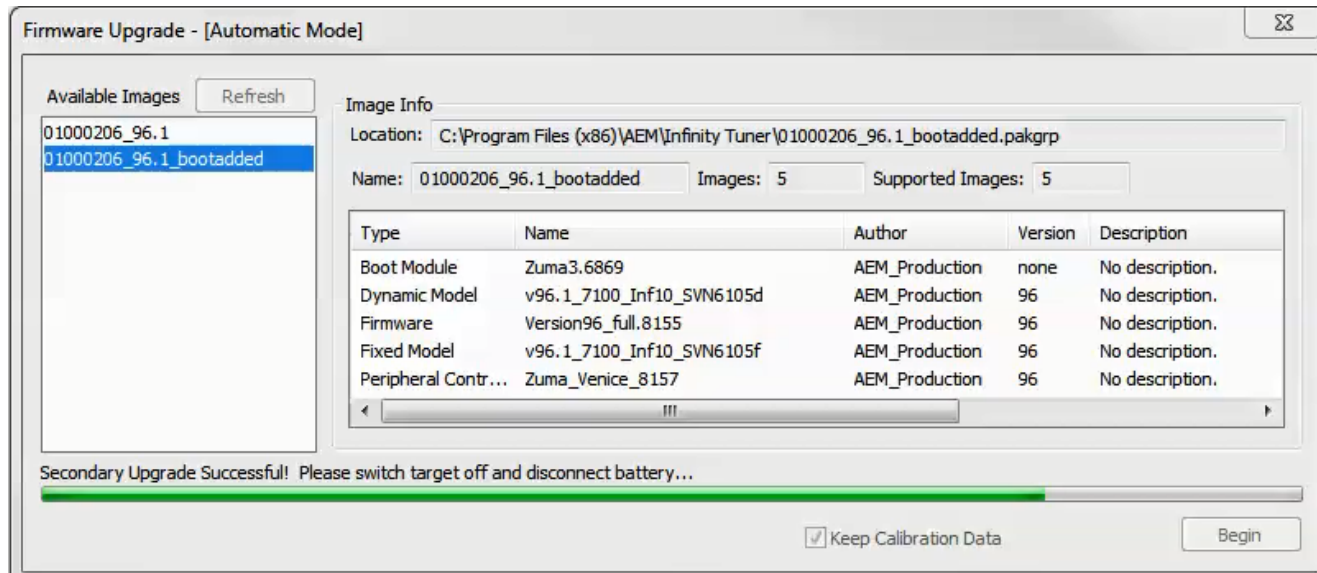 Firmware Upgrade - [Automatic Mode]
Available Images Refresh
01000206_96.1
01000206_96.1_bootadded
Image Info
Location: C:\Program Files (x86)\AEM\Infinity Tuner\01000206_96.1_bootadded.pakgrp
Name: 01000206_96.1_bootadded Images: 5 Supported Images: 5
Type Name Author Version Description
Boot Module Zuma3.6869 AEM_Production none No description.
Dynamic Model v96.1_7100_Inf10_SVN6105d AEM_Production 96 No description.
Firmware Version96_full.8155 AEM_Production 96 No description.
Fixed Model v96.1_7100_Inf10_SVN6105f AEM_Production 96 No description.
Peripheral Contr... Zuma_Venice_8157 AEM_Production 96 No description.
Secondary Upgrade Successful!  Please switch target off and disconnect battery...
Keep Calibration Data
Begin